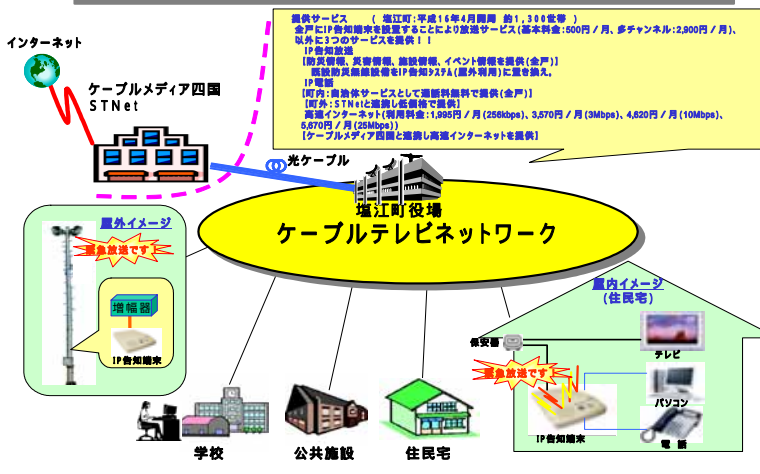 提供サービス　（ 塩江町：平成16年4月開局 約1,300世帯 ）
全戸にIP告知端末を設置することにより放送サービス(基本料金：500円／月、多チャンネル：2,900円／月)、
以外に3つのサービスを提供！！
IP告知放送
【防災情報、災害情報、施設情報、イベント情報を提供(全戸)】
既設防災無線設備をIP告知システム(屋外利用)に置き換え。
IP電話
【町内：自治体サービスとして通話料無料で提供(全戸)】
【町外：STNetと連携し低価格で提供】
高速インターネット(利用料金：1,995円／月(256kbps)、3,570円／月(3Mbps)、4,620円／月(10Mbps)、
5,670円／月(25Mbps))
【ケーブルメディア四国と連携し高速インターネットを提供】
インターネット
ケーブルメディア四国
STNet
光ケーブル
塩江町役場
ケーブルテレビネットワーク
屋外イメージ
緊急放送です
増幅器
IP告知端末
屋内イメージ
(住民宅)
保安器
テレビ
緊急放送です
パソコン
IP告知端末
電話
学校
公共施設
住民宅